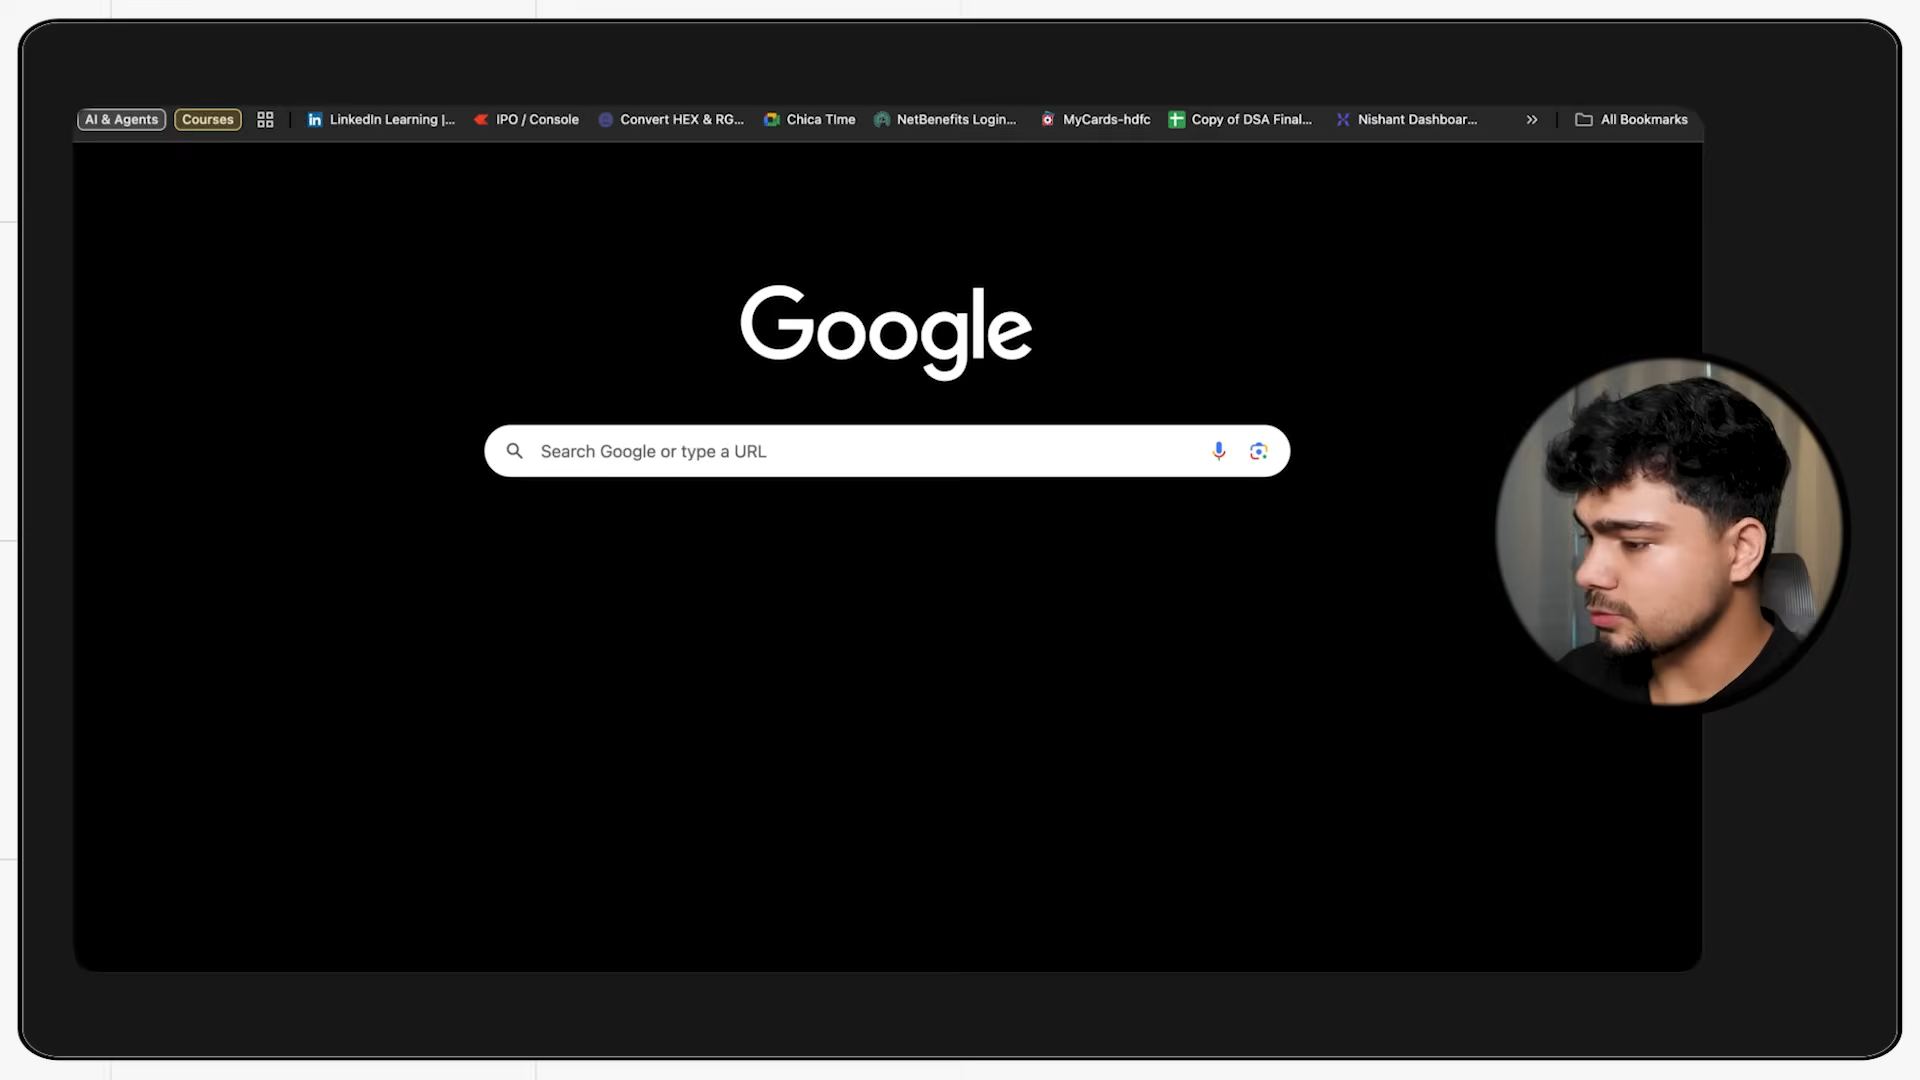 AI & Agents Courses LinkedIn Learning |... IPO / Console Convert HEX & RG... Chica TIme NetBenefits Login... MyCards-hdfc Copy of DSA Final... Nishant Dashboar... >> All Bookmarks
Google
Search Google or type a URL